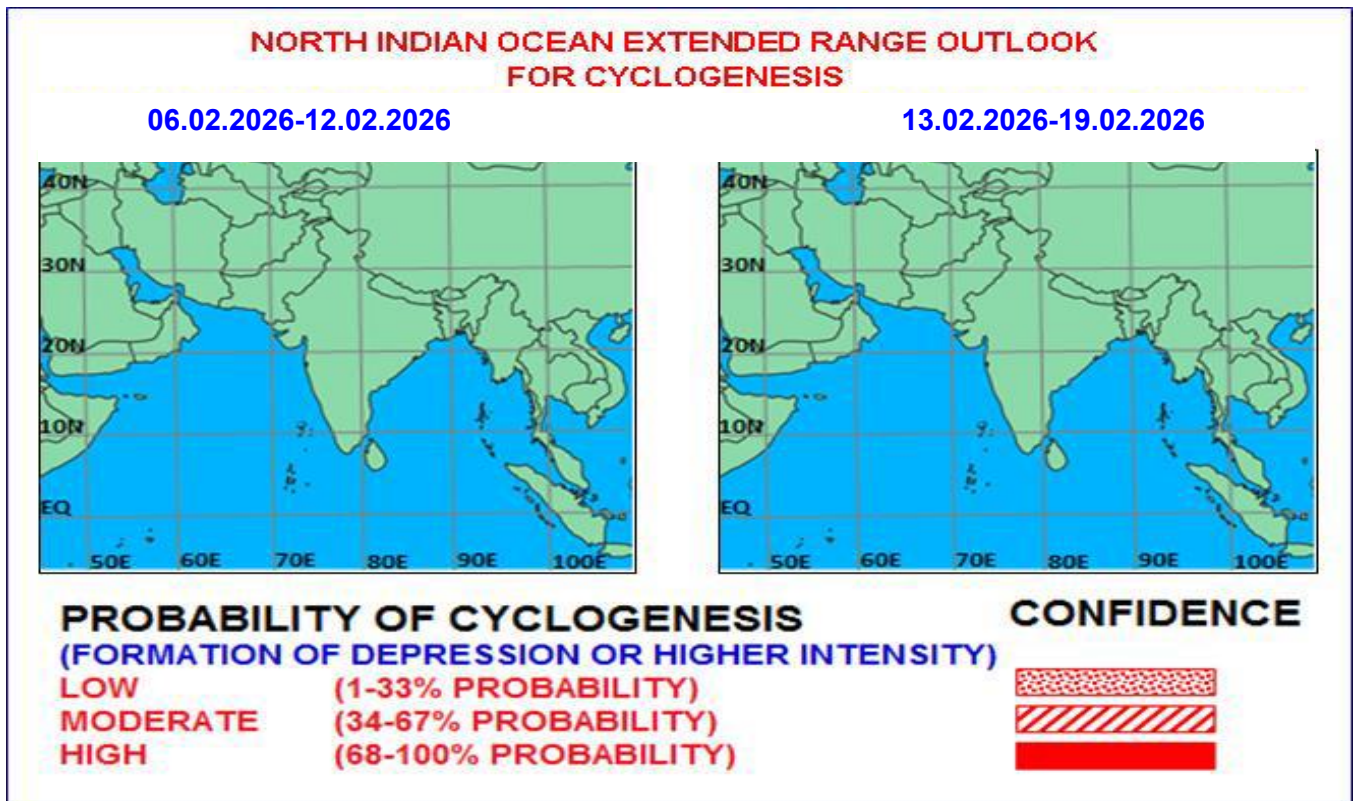 NORTH INDIAN OCEAN EXTENDED RANGE OUTLOOK
FOR CYCLOGENESIS
06.02.2026-12.02.2026
13.02.2026-19.02.2026
40N
30N
20N
10N
EQ
50E 60E 70E 80E 90E 100E
40N
30N
20N
10N
EQ
50E 60E 70E 80E 90E 100E
PROBABILITY OF CYCLOGENESIS
CONFIDENCE
(FORMATION OF DEPRESSION OR HIGHER INTENSITY)
LOW (1-33% PROBABILITY)
MODERATE (34-67% PROBABILITY)
HIGH (68-100% PROBABILITY)